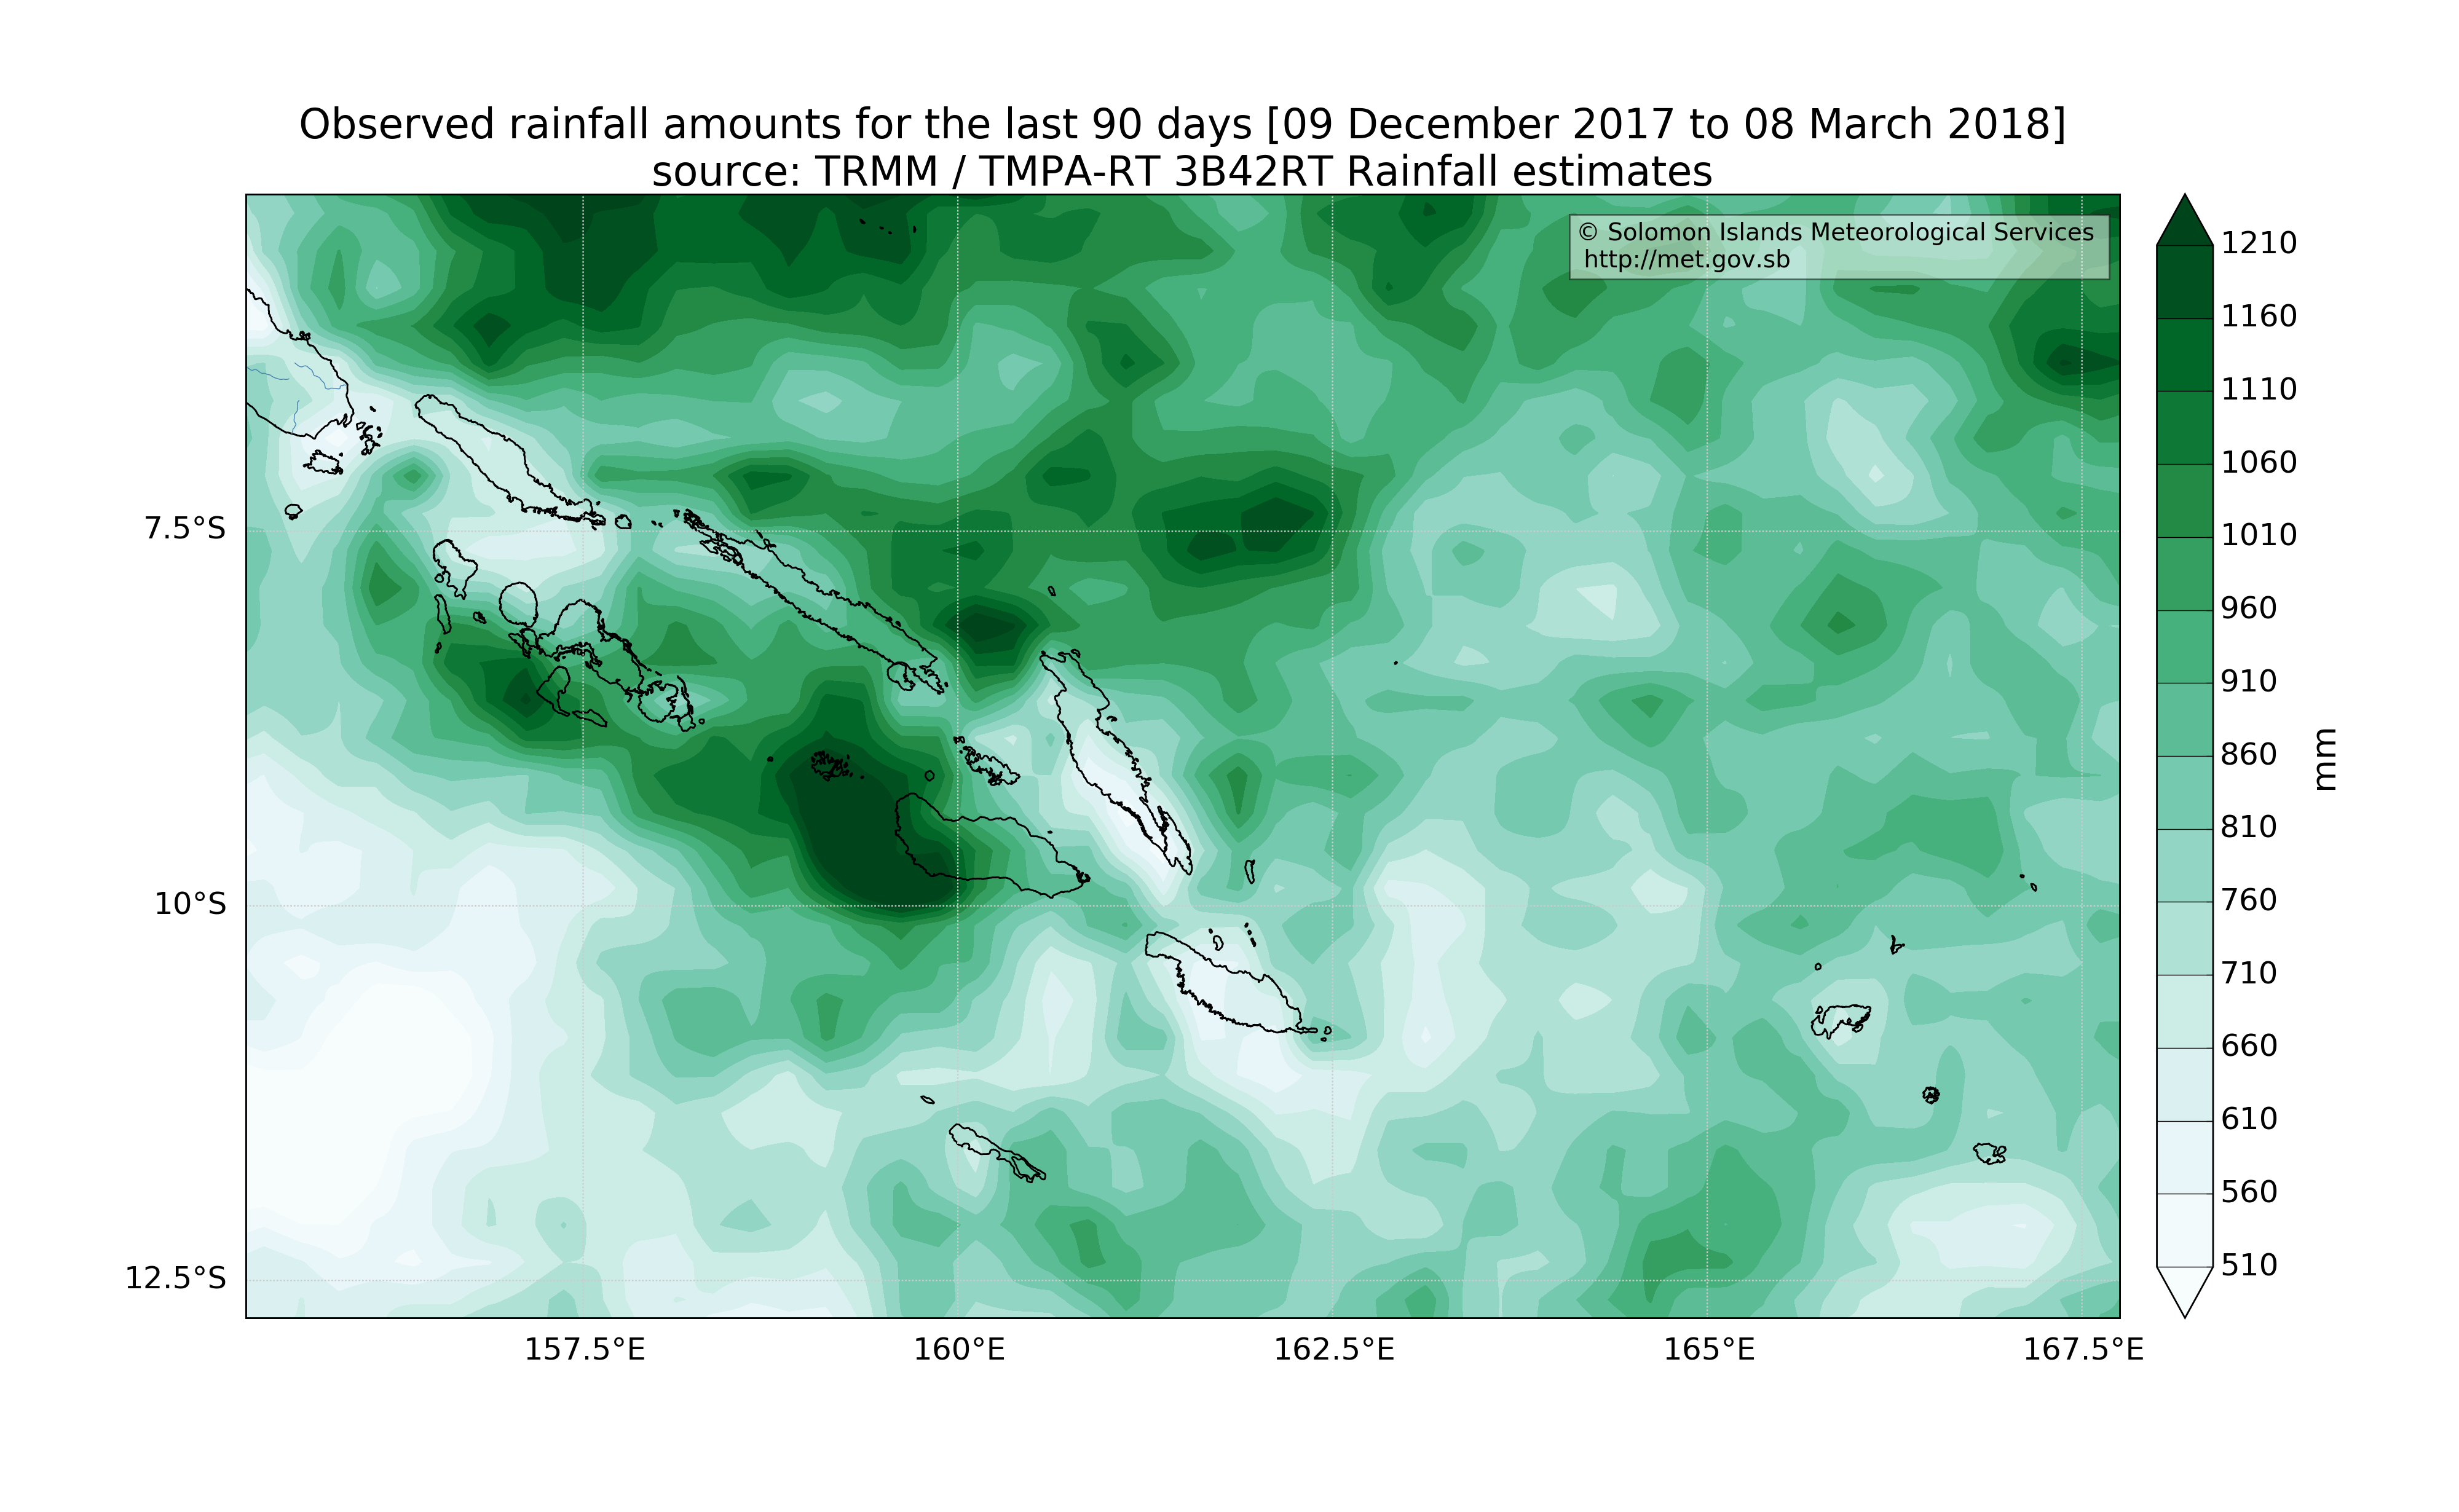 Observed rainfall amounts for the last 90 days [09 December 2017 to 08 March 2018]
source: TRMM / TMPA-RT 3B42RT Rainfall estimates
© Solomon Islands Meteorological Services
http://met.gov.sb
7.5°S
10°S
12.5°S
157.5°E
160°E
162.5°E
165°E
167.5°E
1210
1160
1110
1060
1010
960
910
860
810
760
710
660
610
560
510
mm